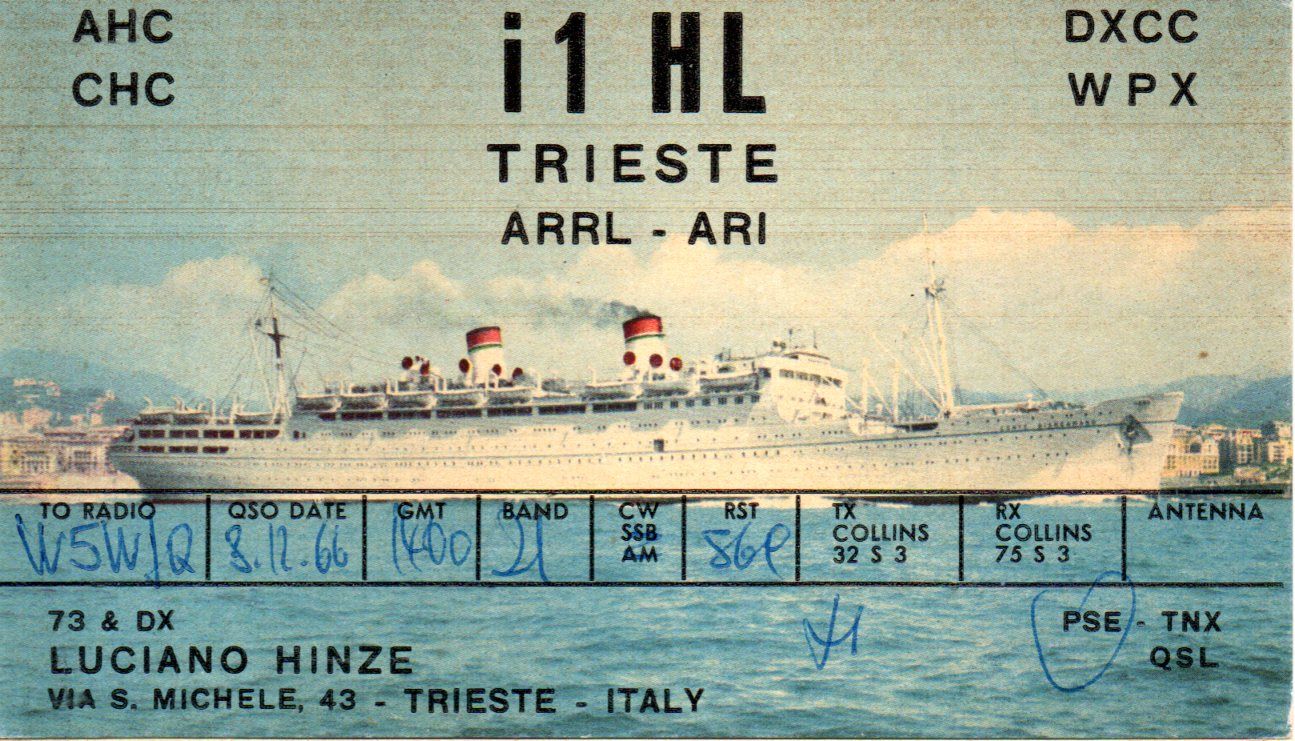 AHC
CHC
i1 HL
DXCC
WPX
TRIESTE
ARRL - ARI
TO RADIO
W5WJQ
QSO DATE
3.12.66
GMT
1400
BAND
21
CW
SSB
AM
RST
569
TX
COLLINS
32 S 3
RX
COLLINS
75 S 3
ANTENNA
73 & DX
LUCIANO HINZE
VIA S. MICHELE, 43 - TRIESTE - ITALY
PSE - TNX
QSL